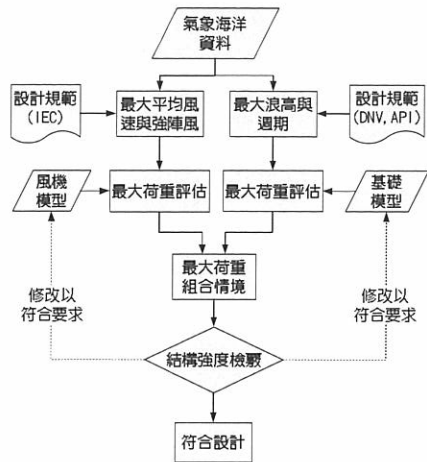 氣象海洋
資料
設計規範
(IEC)
最大平均風
速與強陣風
最大浪高與
週期
設計規範
(DNV, API)
風機
模型
最大荷重評估
最大荷重評估
基礎
模型
最大荷重
組合情境
修改以
符合要求
修改以
符合要求
結構強度檢覈
符合設計